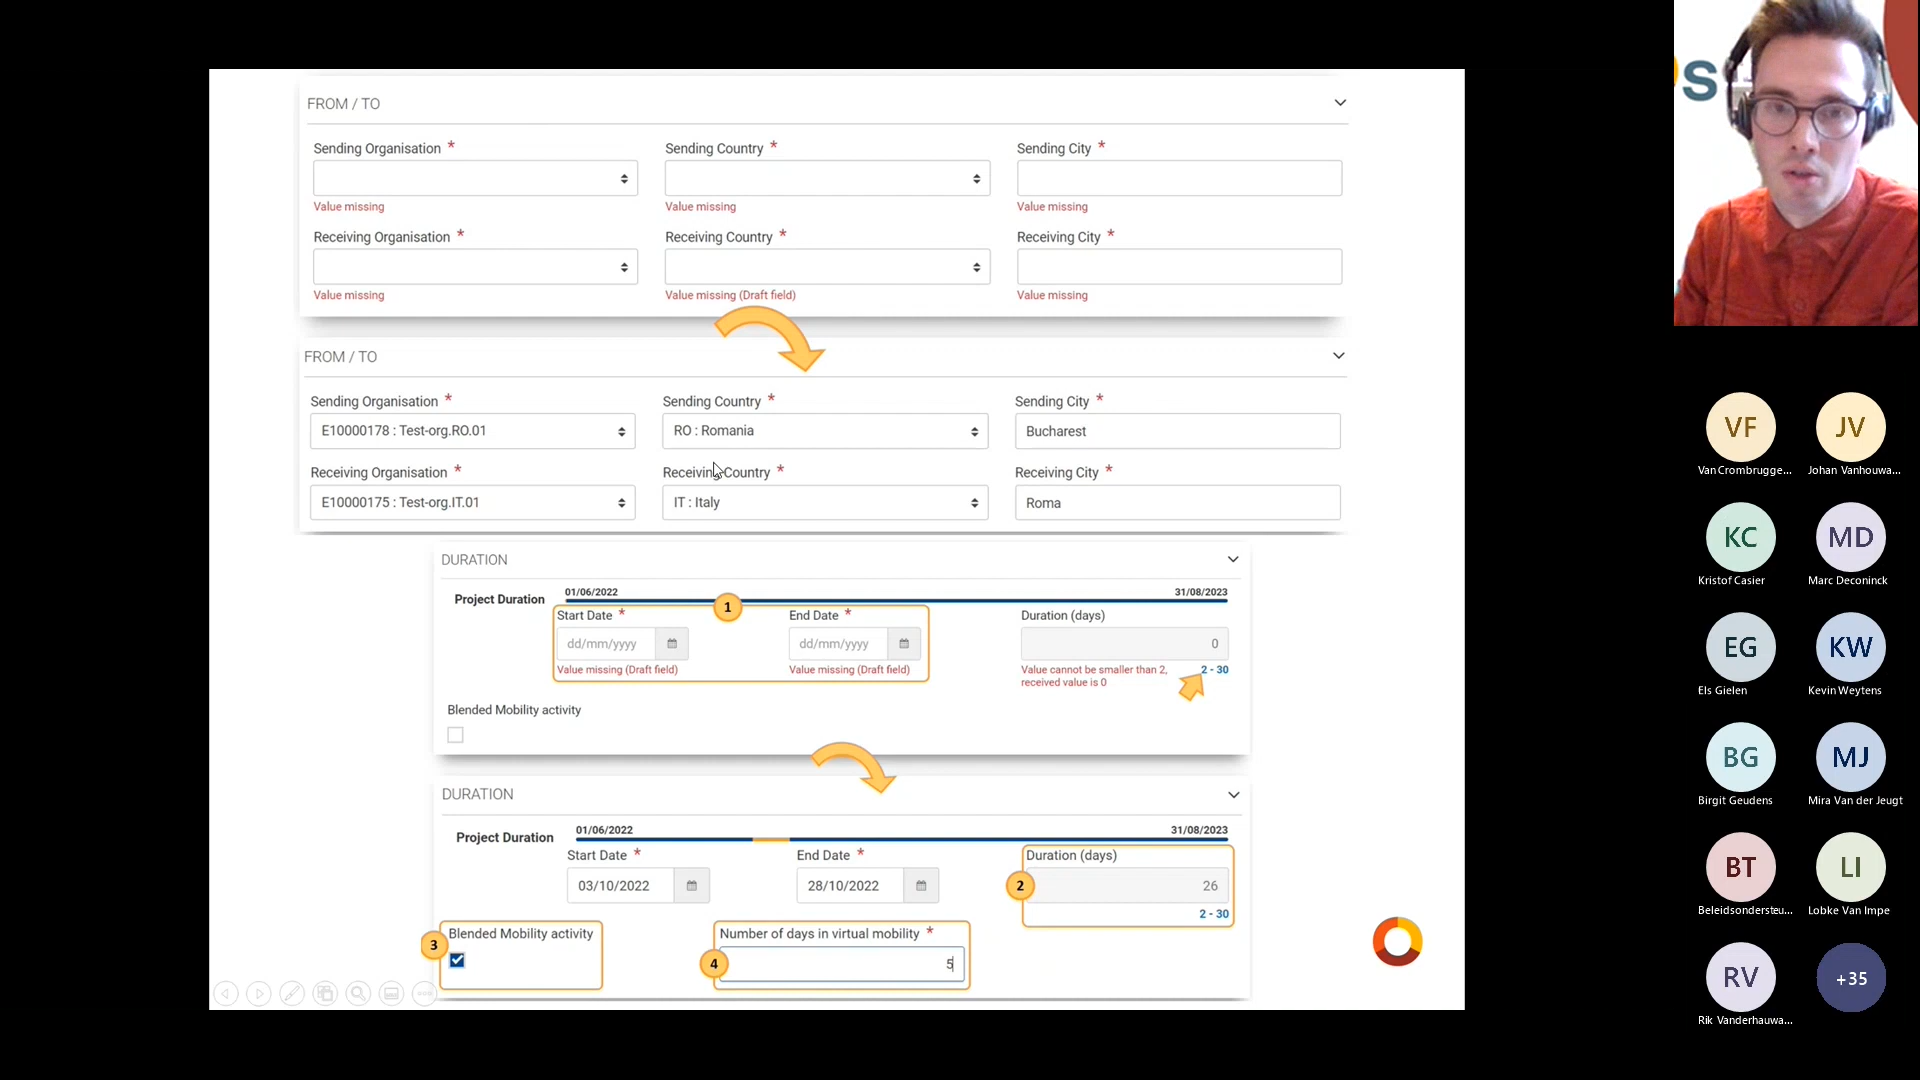 s
FROM / TO
Sending Organisation *
Sending Country *
Sending City *
Value missing
Value missing
Value missing
Receiving Organisation *
Receiving Country *
Receiving City *
Value missing
Value missing (Draft field)
Value missing
FROM / TO
Sending Organisation *
Sending Country *
Sending City *
E10000178 : Test-org.RO.01
RO : Romania
Bucharest
Receiving Organisation *
Receiving Country *
Receiving City *
E10000175 : Test-org.IT.01
IT : Italy
Roma
DURATION
Project Duration
01/06/2022
31/08/2023
1
Start Date *
End Date *
Duration (days)
dd/mm/yyyy
dd/mm/yyyy
0
Value missing (Draft field)
Value missing (Draft field)
Value cannot be smaller than 2,
received value is 0
2 - 30
Blended Mobility activity
DURATION
Project Duration
01/06/2022
31/08/2023
Start Date *
End Date *
Duration (days)
03/10/2022
28/10/2022
2
26
2 - 30
3
Blended Mobility activity
4
Number of days in virtual mobility *
5
VF
Van Crombrugge...
JV
Johan Vanhouwa...
KC
Kristof Casier
MD
Marc Deconinck
EG
Els Gielen
KW
Kevin Weytens
BG
Birgit Geudens
MJ
Mira Van der Jeugt
BT
Beleidsondersteu...
LI
Lobke Van Impe
RV
Rik Vanderhauwa...
+35